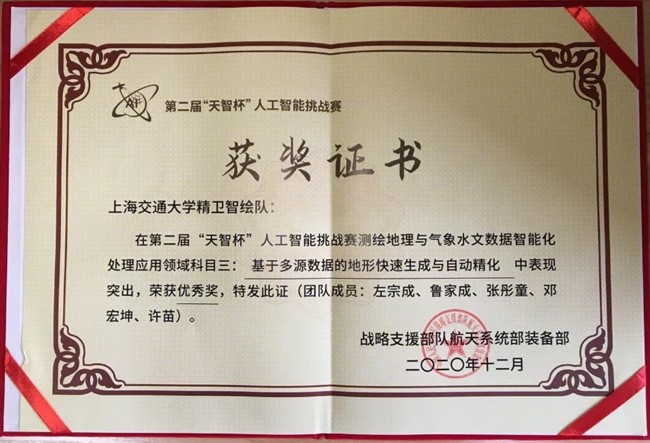 第二届“天智杯”人工智能挑战赛
获奖证书
上海交通大学精卫智绘队：
在第二届“天智杯”人工智能挑战赛测绘地理与气象水文数据智能化
处理应用领域科目三：基于多源数据的地形快速生成与自动精化 中表现
突出，荣获优秀奖，特发此证（团队成员：左宗成、鲁家成、张彤童、邓
宏坤、许苗）。
战略支援部队航天系统部装备部
二〇二〇年十二月